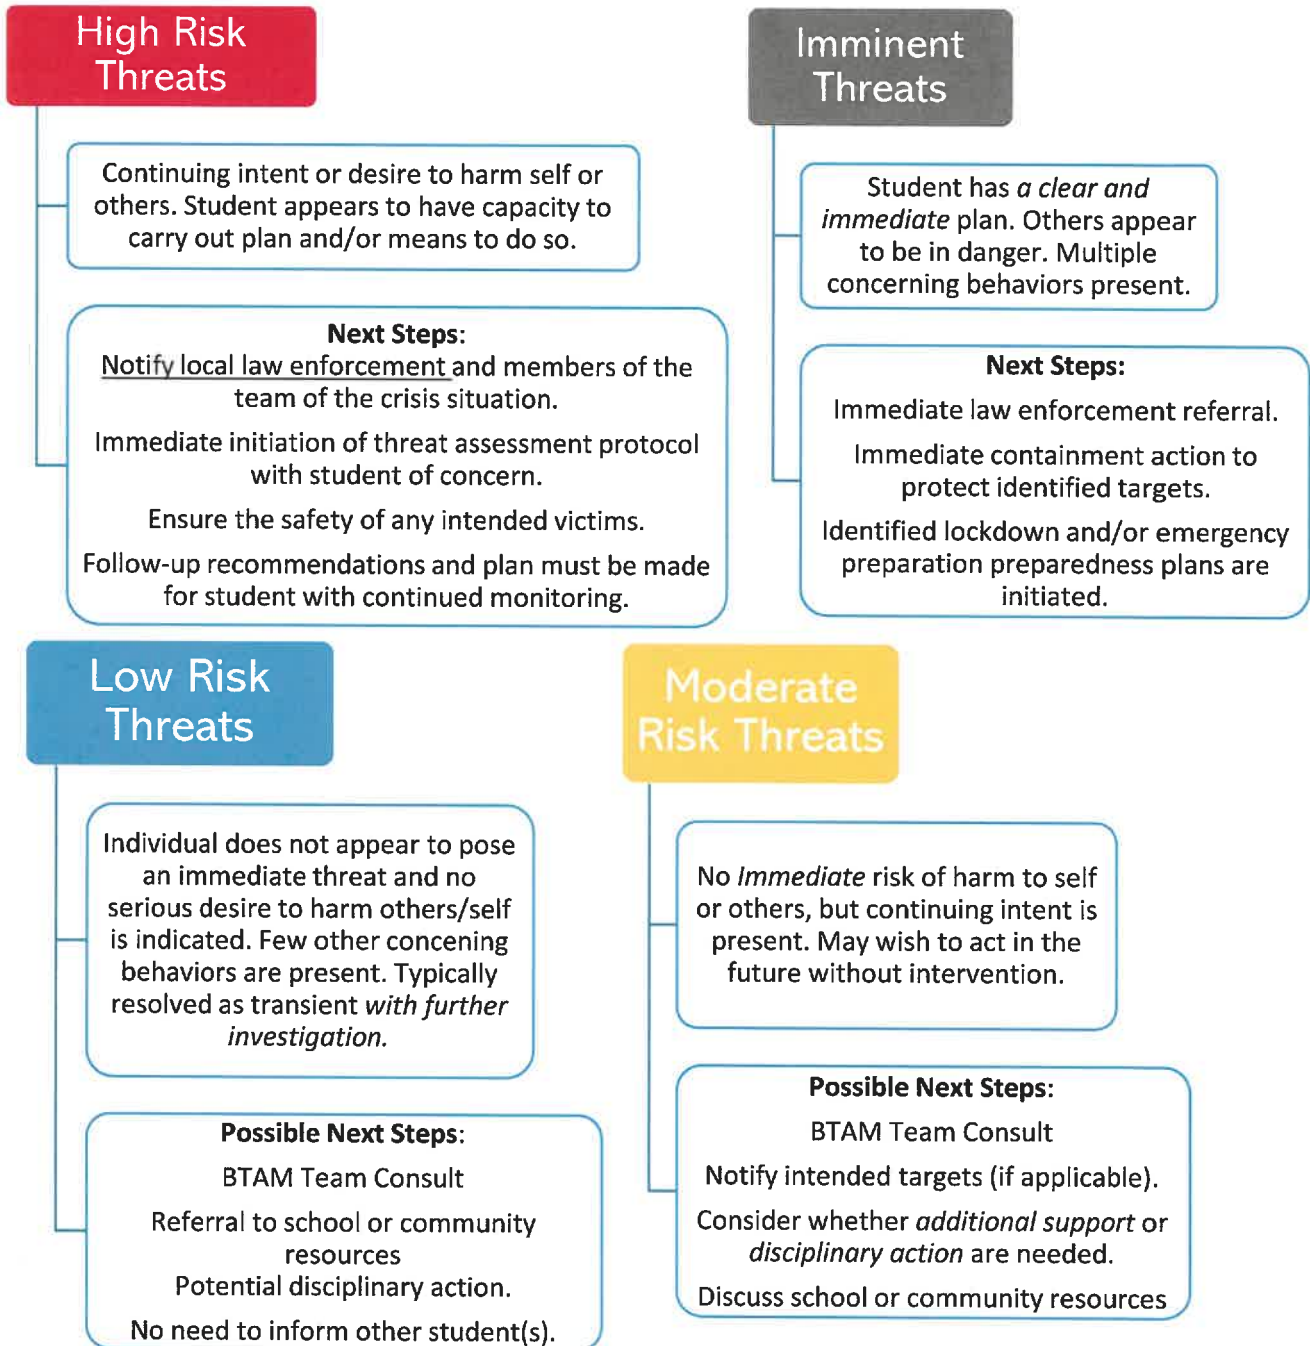 High Risk
Threats
Continuing intent or desire to harm self or
others. Student appears to have capacity to
carry out plan and/or means to do so.
Next Steps:
Notify local law enforcement and members of the
team of the crisis situation.
Immediate initiation of threat assessment protocol
with student of concern.
Ensure the safety of any intended victims.
Follow-up recommendations and plan must be made
for student with continued monitoring.
Imminent
Threats
Student has a clear and
immediate plan. Others appear
to be in danger. Multiple
concerning behaviors present.
Next Steps:
Immediate law enforcement referral.
Immediate containment action to
protect identified targets.
Identified lockdown and/or emergency
preparation preparedness plans are
initiated.
Low Risk
Threats
Individual does not appear to pose
an immediate threat and no
serious desire to harm others/self
is indicated. Few other concening
behaviors are present. Typically
resolved as transient with further
investigation.
Possible Next Steps:
BTAM Team Consult
Referral to school or community
resources
Potential disciplinary action.
No need to inform other student(s).
Moderate
Risk Threats
No Immediate risk of harm to self
or others, but continuing intent is
present. May wish to act in the
future without intervention.
Possible Next Steps:
BTAM Team Consult
Notify intended targets (if applicable).
Consider whether additional support or
disciplinary action are needed.
Discuss school or community resources